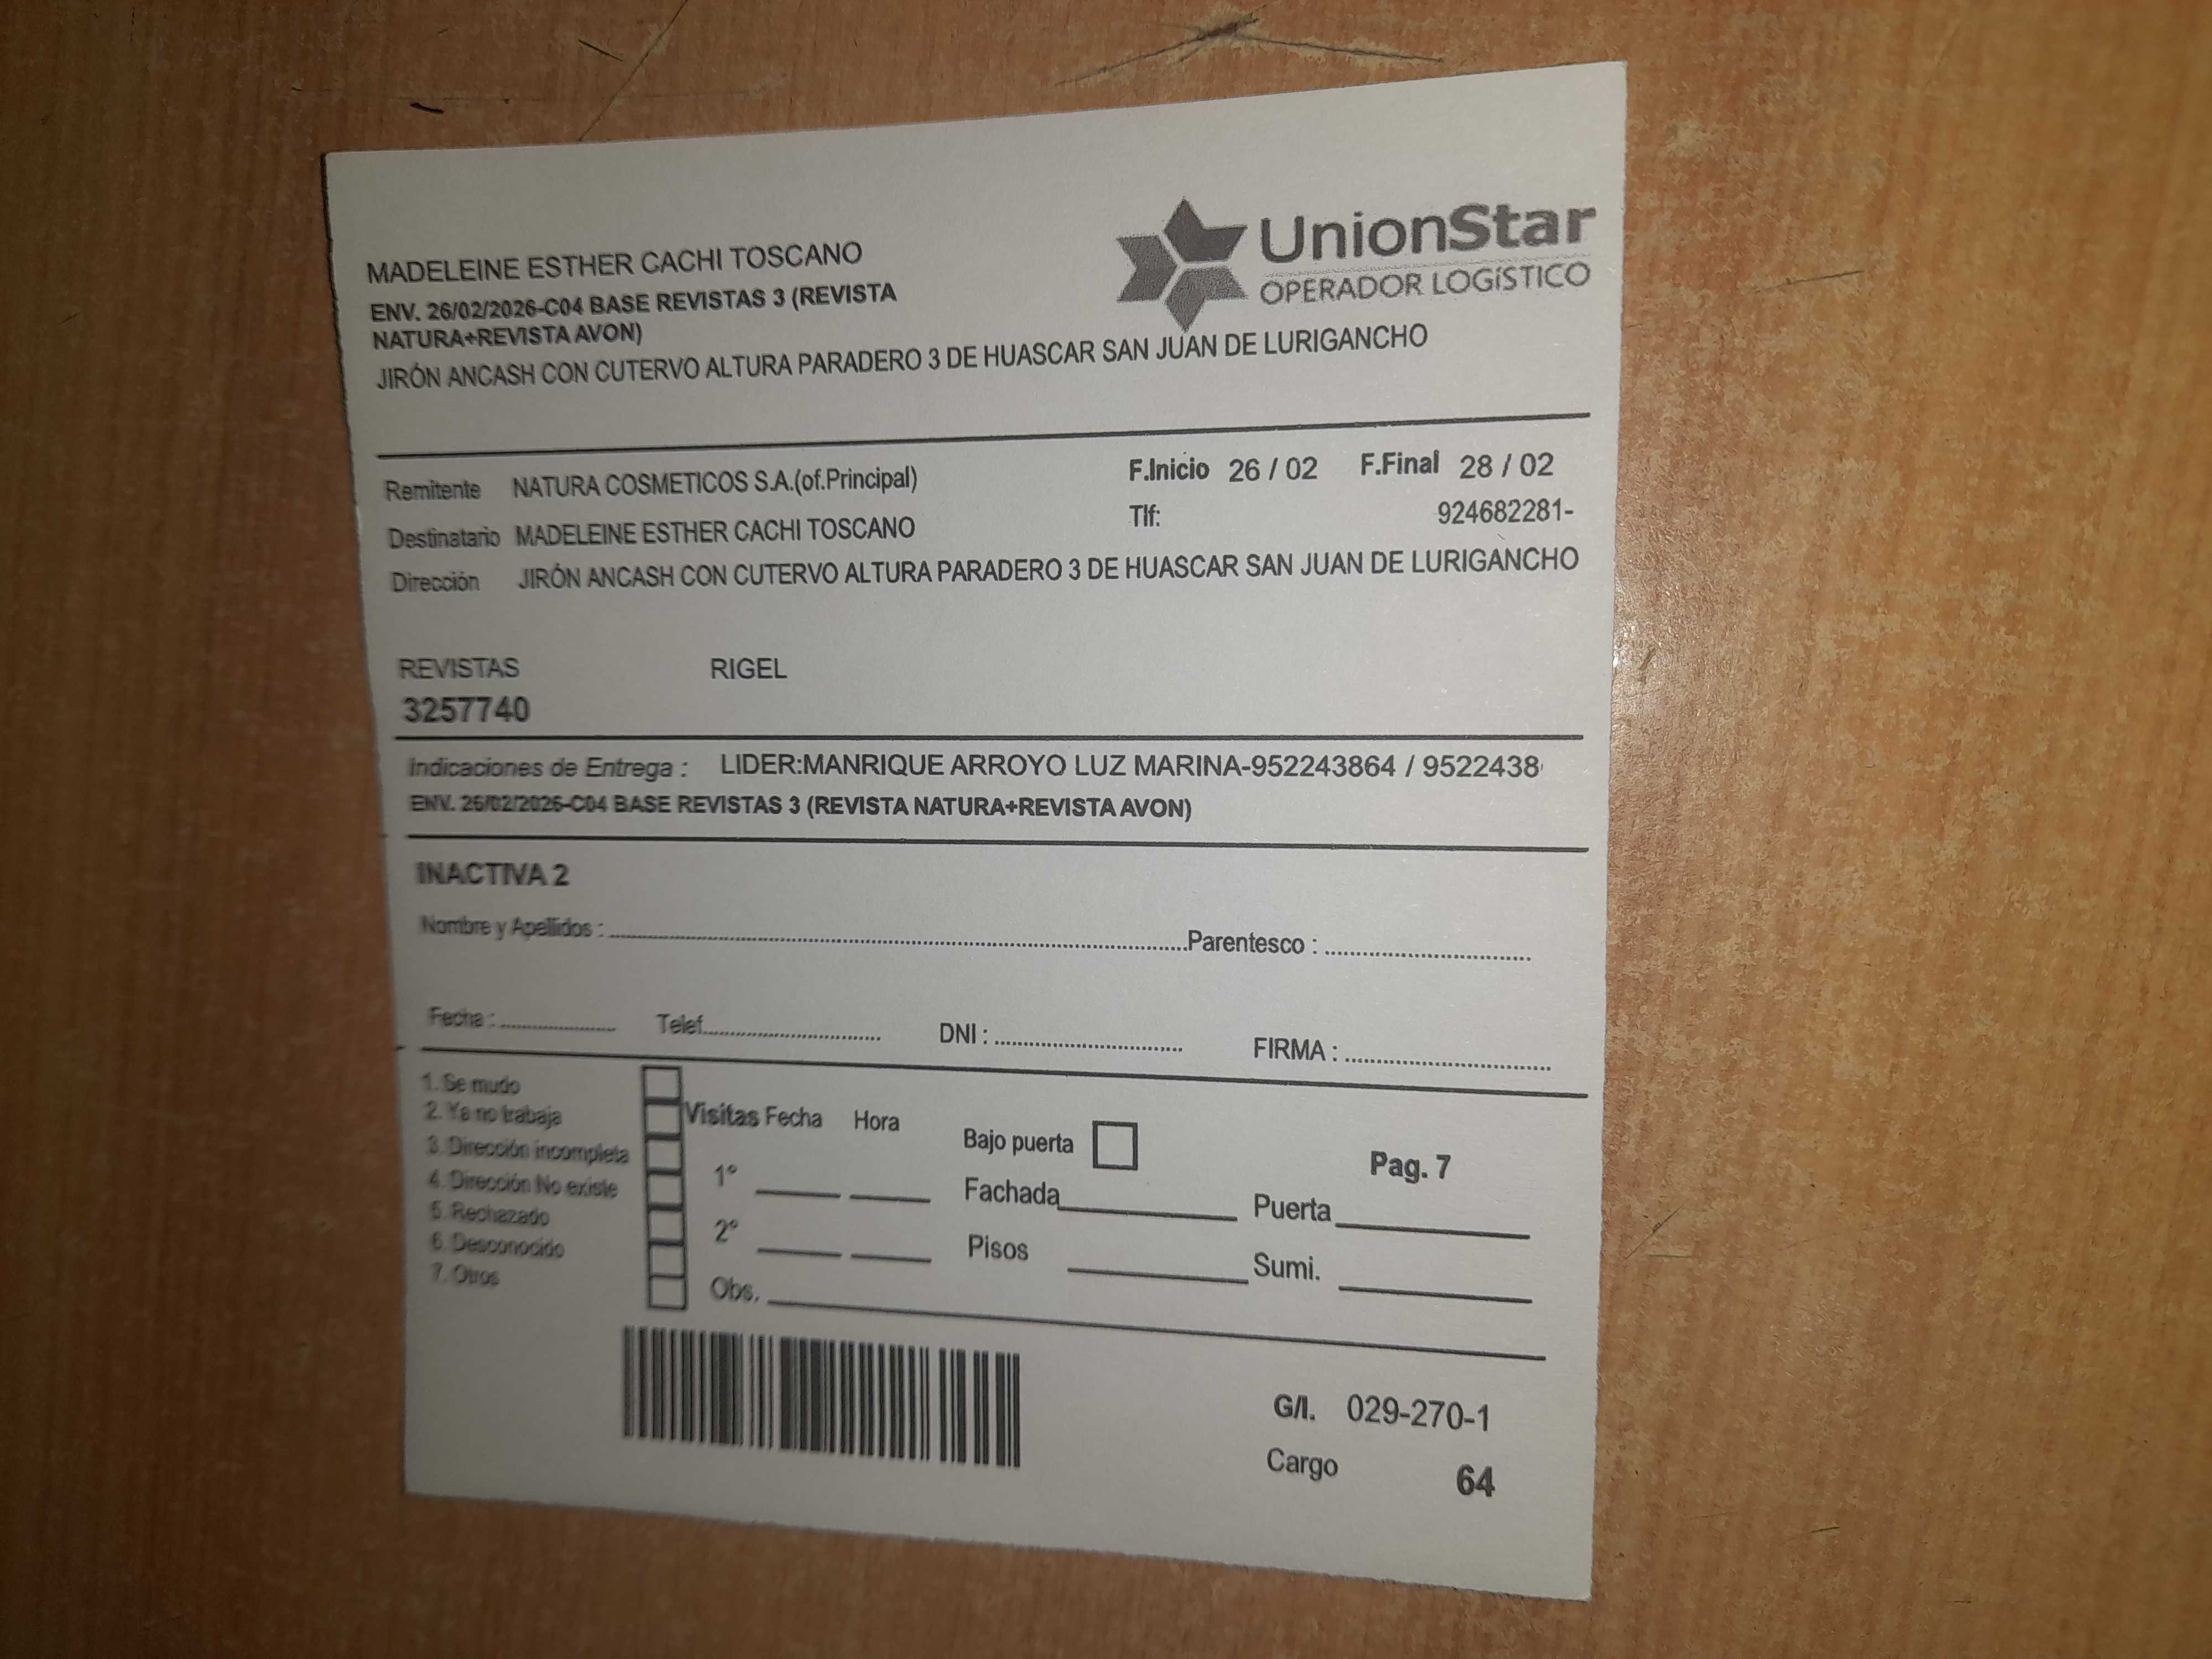 MADELEINE ESTHER CACHI TOSCANO
ENV. 26/02/2026-C04 BASE REVISTAS 3 (REVISTA
NATURA+REVISTA AVON)
JIRÓN ANCASH CON CUTERVO ALTURA PARADERO 3 DE HUASCAR SAN JUAN DE LURIGANCHO
UnionStar
OPERADOR LOGÍSTICO
Remitente NATURA COSMETICOS S.A.(of.Principal) F.Inicio 26 / 02 F.Final 28 / 02
Destinatario MADELEINE ESTHER CACHI TOSCANO Tlf: 924682281-
Dirección JIRÓN ANCASH CON CUTERVO ALTURA PARADERO 3 DE HUASCAR SAN JUAN DE LURIGANCHO
REVISTAS RIGEL
3257740
Indicaciones de Entrega : LIDER:MANRIQUE ARROYO LUZ MARINA-952243864 / 9522438
ENV. 26/02/2026-C04 BASE REVISTAS 3 (REVISTA NATURA+REVISTA AVON)
INACTIVA 2
Nombre y Apellidos : Parentesco :
Fecha : Telef. DNI : FIRMA :
1. Se mudo
2. Ya no trabaja
3. Dirección incompleta
4. Dirección No existe
5. Rechazado
6. Desconocido
7. Otros
Visitas Fecha Hora
1°
2°
Obs.
Bajo puerta
Pag. 7
Fachada Puerta
Pisos Sumi.
G/I. 029-270-1
Cargo 64